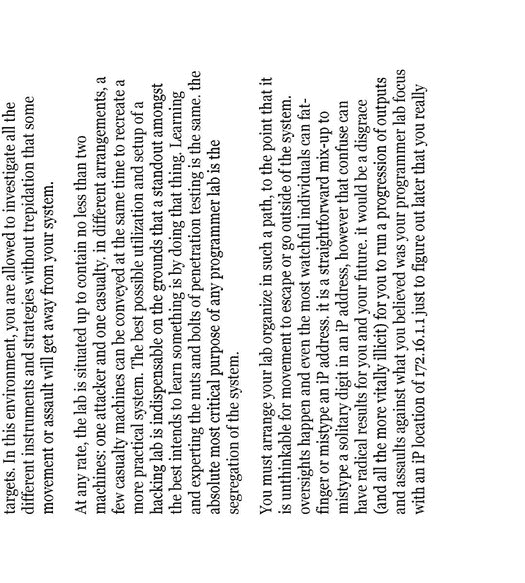 targets. In this environment, you are allowed to investigate all the
different instruments and strategies without trepidation that some
movement or assault will get away from your system.
At any rate, the lab is situated up to contain no less than two
machines: one attacker and one casualty. in different arrangements, a
few casualty machines can be conveyed at the same time to recreate a
more practical system. The best possible utilization and setup of a
hacking lab is indispensable on the grounds that a standout amongst
the best intends to learn something is by doing that thing. Learning
and experting the nuts and bolts of penetration testing is the same. the
absolute most critical purpose of any programmer lab is the
segregation of the system.
You must arrange your lab organize in such a path, to the point that it
is unthinkable for movement to escape or go outside of the system.
oversights happen and even the most watchful individuals can fat-
finger or mistype an iP address. it is a straightforward mix-up to
mistype a solitary digit in an iP address, however that confuse can
have radical results for you and your future. it would be a disgrace
(and all the more vitally illicit) for you to run a progression of outputs
and assaults against what you believed was your programmer lab focus
with an iP location of 172.16.1.1 just to figure out later that you really